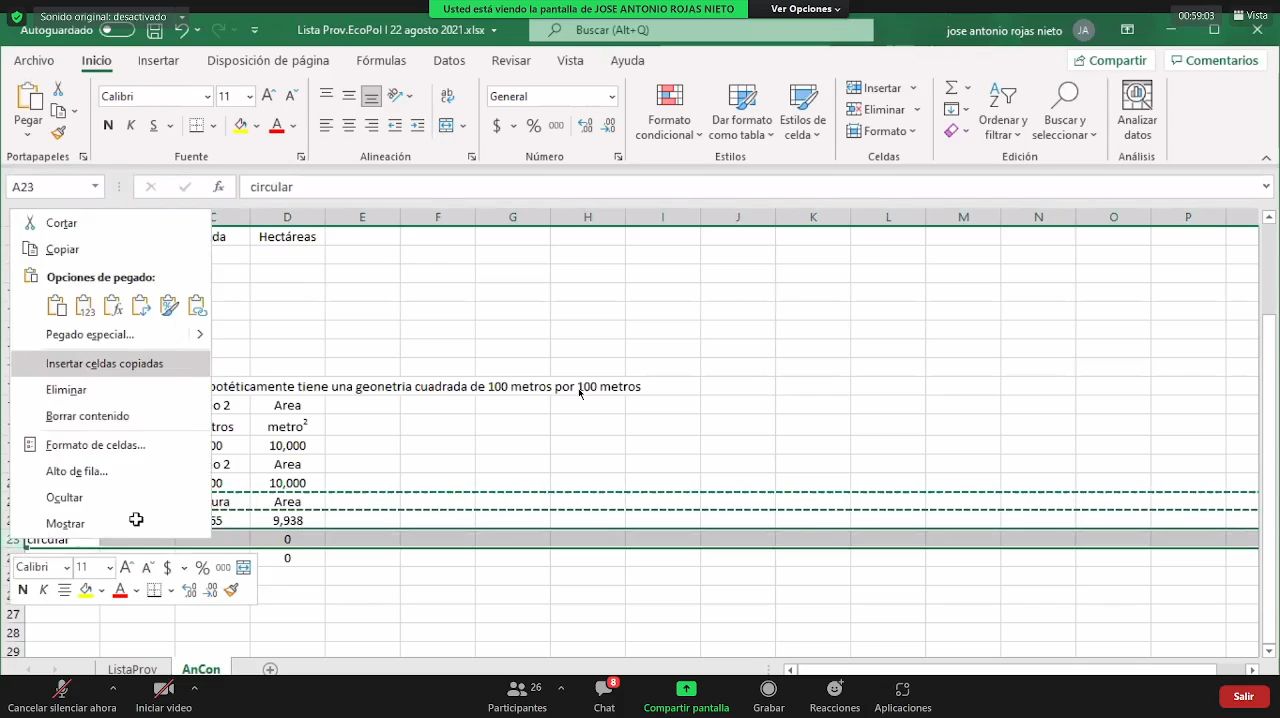 Sonido original: desactivado
Usted está viendo la pantalla de JOSE ANTONIO ROJAS NIETO
Ver Opciones
00:59:03
Vista
Autoguardado
Lista Prov.EcoPol | 22 agosto 2021.xlsx
Buscar (Alt+Q)
jose antonio rojas nieto
JA
Archivo Inicio Insertar Disposición de página Fórmulas Datos Revisar Vista Ayuda
Compartir
Comentarios
Pegar
Calibri 11
N K S A
General
$ % 000
Formato condicional
Dar formato como tabla
Estilos de celda
Insertar
Eliminar
Formato
Ordenar y filtrar
Buscar y seleccionar
Analizar datos
Portapapeles Fuente Alineación Número Estilos Celdas Edición Análisis
A23 fx circular
C D E F G H I J K L M N O P
da Hectáreas
Cortar
Copiar
Opciones de pegado:
Pegado especial...
Insertar celdas copiadas
Eliminar
Borrar contenido
Formato de celdas...
Alto de fila...
Ocultar
Mostrar
potéticamente tiene una geometria cuadrada de 100 metros por 100 metros
o 2 Area
tros metro²
00 10,000
o 2 Area
00 10,000
ura Area
65 9,938
circular 0
0
Calibri 11 A A $ % 000
N K A
27
28
29
ListaProv AnCon
Cancelar silenciar ahora
Iniciar video
26
Participantes
8
Chat
Compartir pantalla
Grabar
Reacciones
Aplicaciones
Salir